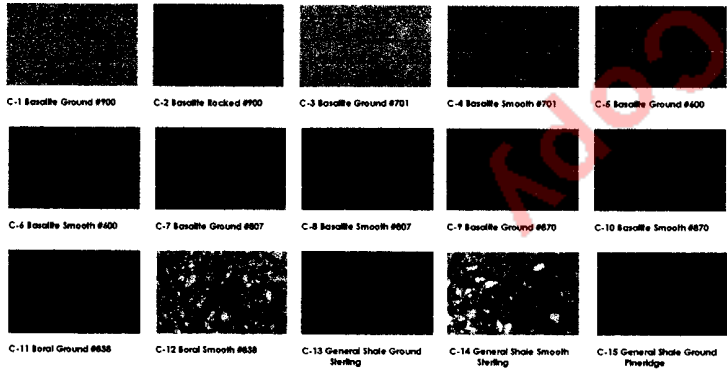 C-1 Basalite Ground #900
C-2 Basalite Rocked #900
C-3 Basalite Ground #701
C-4 Basalite Smooth #701
C-5 Basalite Ground #600
C-6 Basalite Smooth #600
C-7 Basalite Ground #807
C-8 Basalite Smooth #807
C-9 Basalite Ground #870
C-10 Basalite Smooth #870
C-11 Boral Ground #838
C-12 Boral Smooth #838
C-13 General Shale Ground
Sterling
C-14 General Shale Smooth
Sterling
C-15 General Shale Ground
Pineridge
Copy